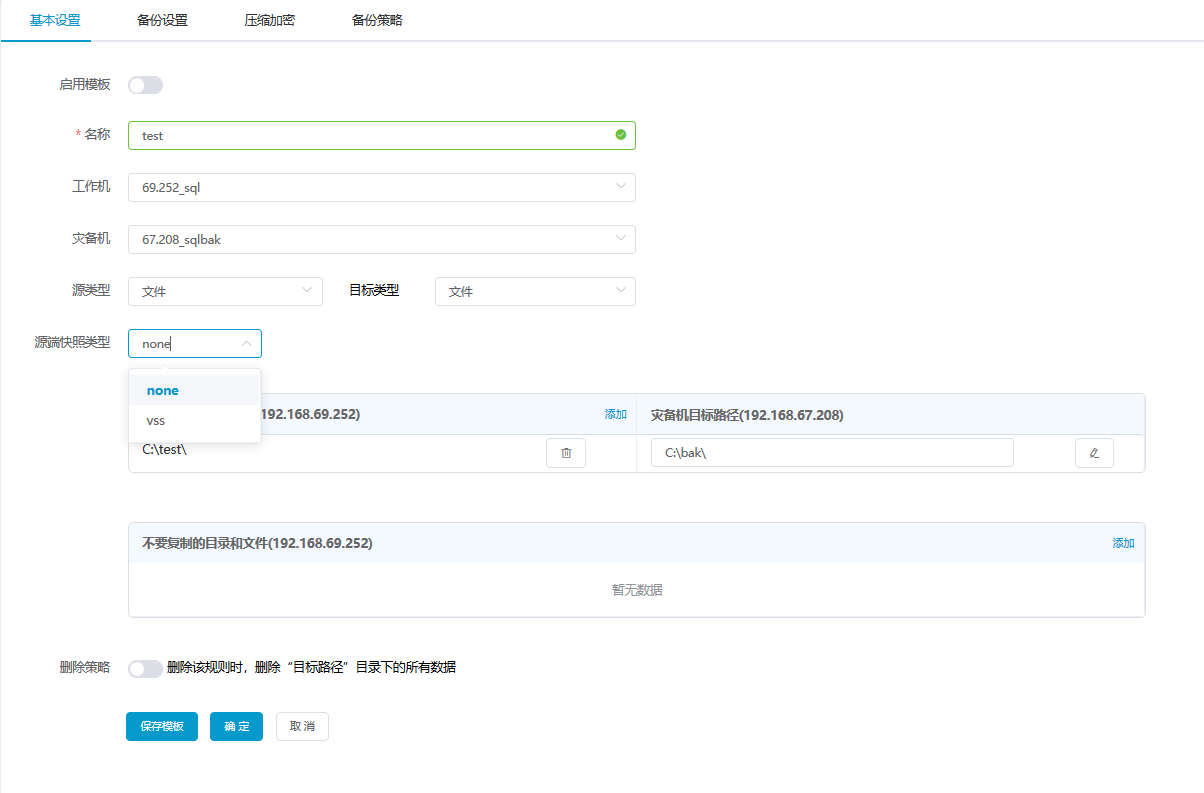 基本设置 备份设置 压缩加密 备份策略
启用模板
* 名称 test
工作机 69.252_sql
灾备机 67.208_sqlbak
源类型 文件 目标类型 文件
源端快照类型 none
none
vss
192.168.69.252) 添加 灾备机目标路径(192.168.67.208)
C:\test\ C:\bak\
不要复制的目录和文件(192.168.69.252) 添加
暂无数据
删除策略 删除该规则时，删除“目标路径”目录下的所有数据
保存模板 确 定 取 消